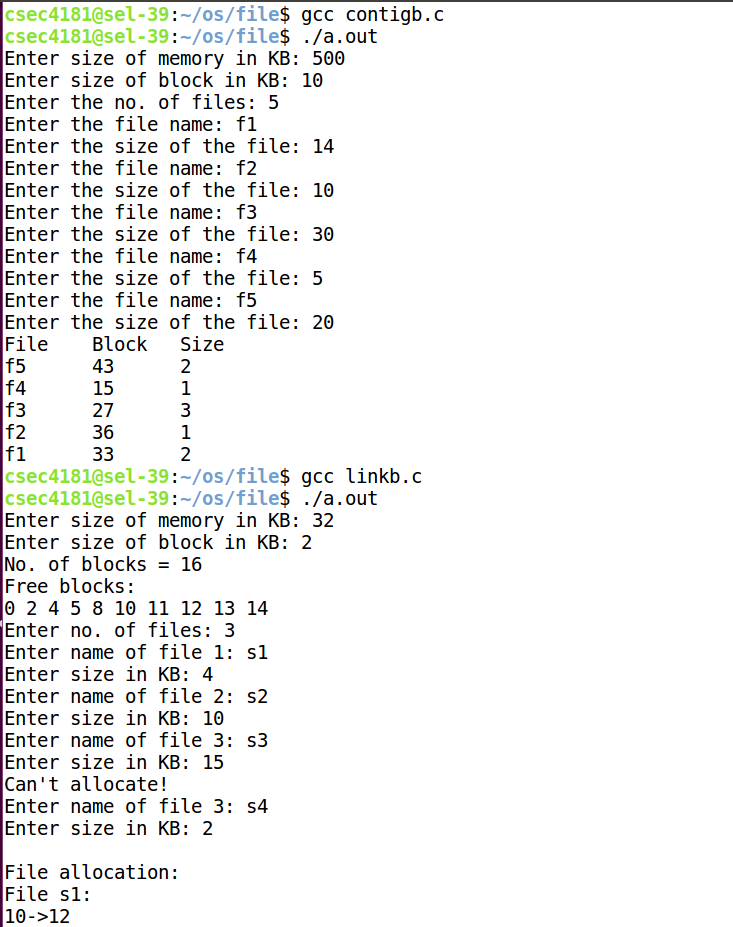 csec4181@sel-39:~/os/file$ gcc contigb.c
csec4181@sel-39:~/os/file$ ./a.out
Enter size of memory in KB: 500
Enter size of block in KB: 10
Enter the no. of files: 5
Enter the file name: f1
Enter the size of the file: 14
Enter the file name: f2
Enter the size of the file: 10
Enter the file name: f3
Enter the size of the file: 30
Enter the file name: f4
Enter the size of the file: 5
Enter the file name: f5
Enter the size of the file: 20
File    Block   Size
f5      43      2
f4      15      1
f3      27      3
f2      36      1
f1      33      2
csec4181@sel-39:~/os/file$ gcc linkb.c
csec4181@sel-39:~/os/file$ ./a.out
Enter size of memory in KB: 32
Enter size of block in KB: 2
No. of blocks = 16
Free blocks:
0 2 4 5 8 10 11 12 13 14
Enter no. of files: 3
Enter name of file 1: s1
Enter size in KB: 4
Enter name of file 2: s2
Enter size in KB: 10
Enter name of file 3: s3
Enter size in KB: 15
Can't allocate!
Enter name of file 3: s4
Enter size in KB: 2

File allocation:
File s1:
10->12